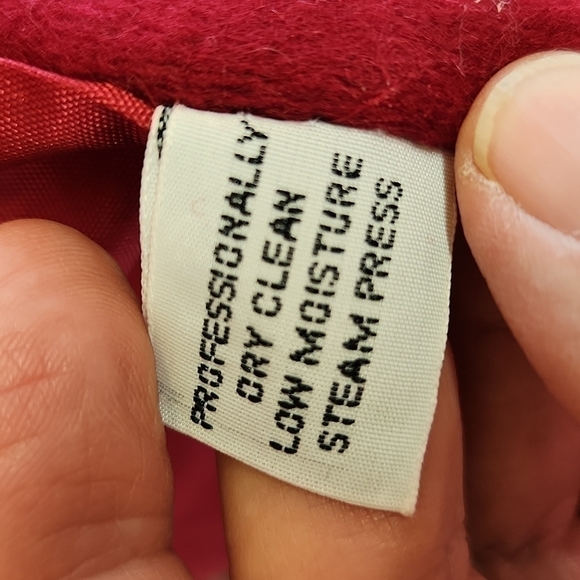 PROFESSIONALLY
DRY CLEAN
LOW MOISTURE
STEAM PRESS